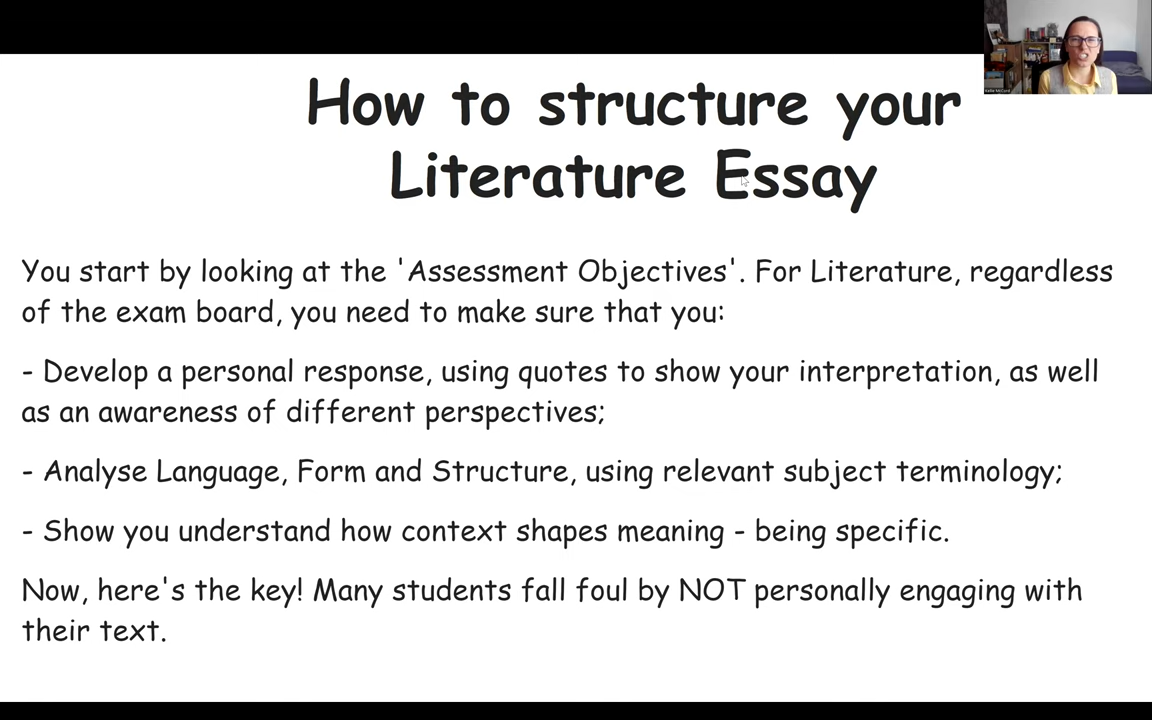 How to structure your
Literature Essay
You start by looking at the 'Assessment Objectives'. For Literature, regardless
of the exam board, you need to make sure that you:
- Develop a personal response, using quotes to show your interpretation, as well
as an awareness of different perspectives;
- Analyse Language, Form and Structure, using relevant subject terminology;
- Show you understand how context shapes meaning - being specific.
Now, here's the key! Many students fall foul by NOT personally engaging with
their text.